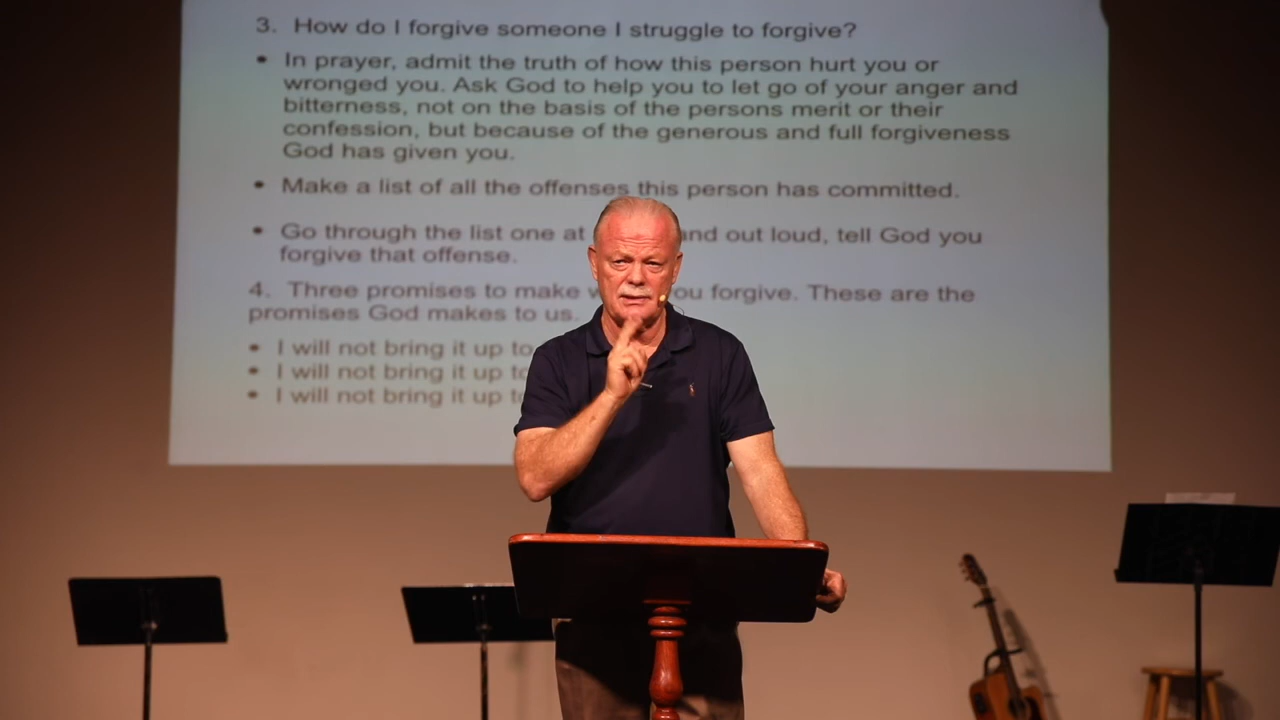 3. How do I forgive someone I struggle to forgive?
• In prayer, admit the truth of how this person hurt you or
wronged you. Ask God to help you to let go of your anger and
bitterness, not on the basis of the persons merit or their
confession, but because of the generous and full forgiveness
God has given you.
• Make a list of all the offenses this person has committed.
• Go through the list one at and out loud, tell God you
forgive that offense.
4. Three promises to make you forgive. These are the
promises God makes to us.
• I will not bring it up to
• I will not bring it up to
• I will not bring it up to